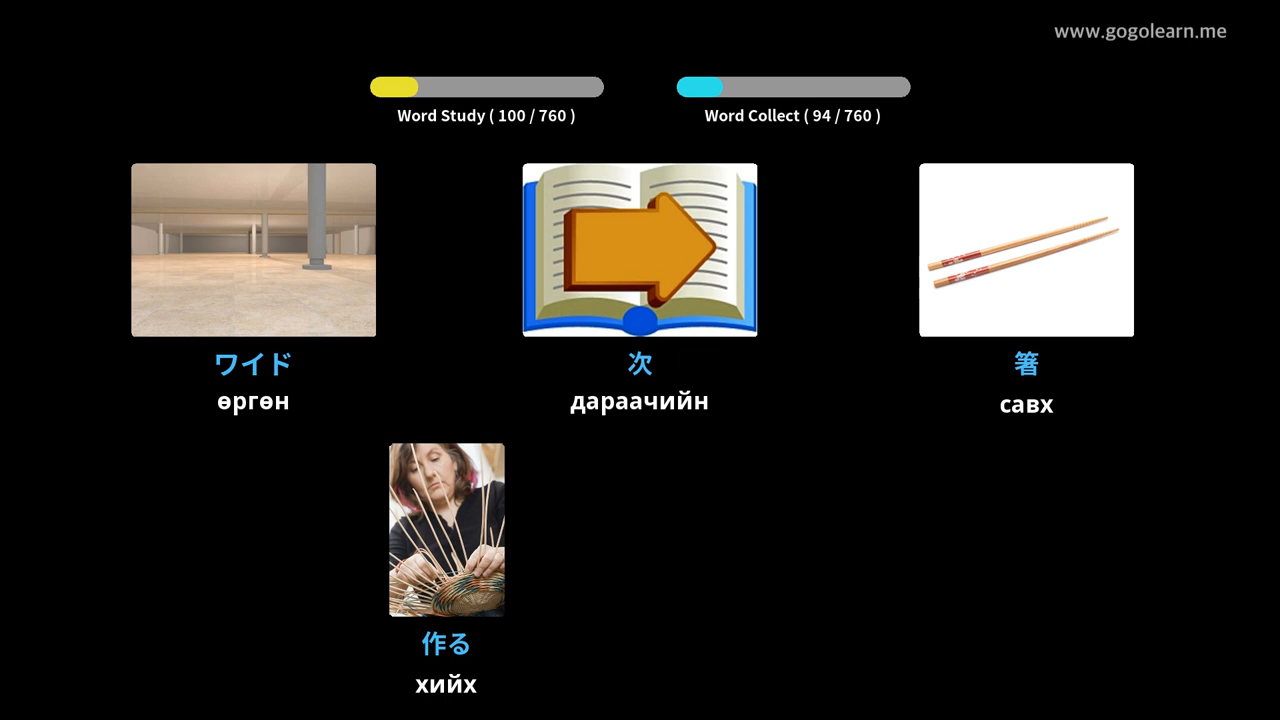 www.gogolearn.me
Word Study ( 100 / 760 )
Word Collect ( 94 / 760 )
ワイド
өргөн
次
дараачийн
箸
савх
作る
хийх